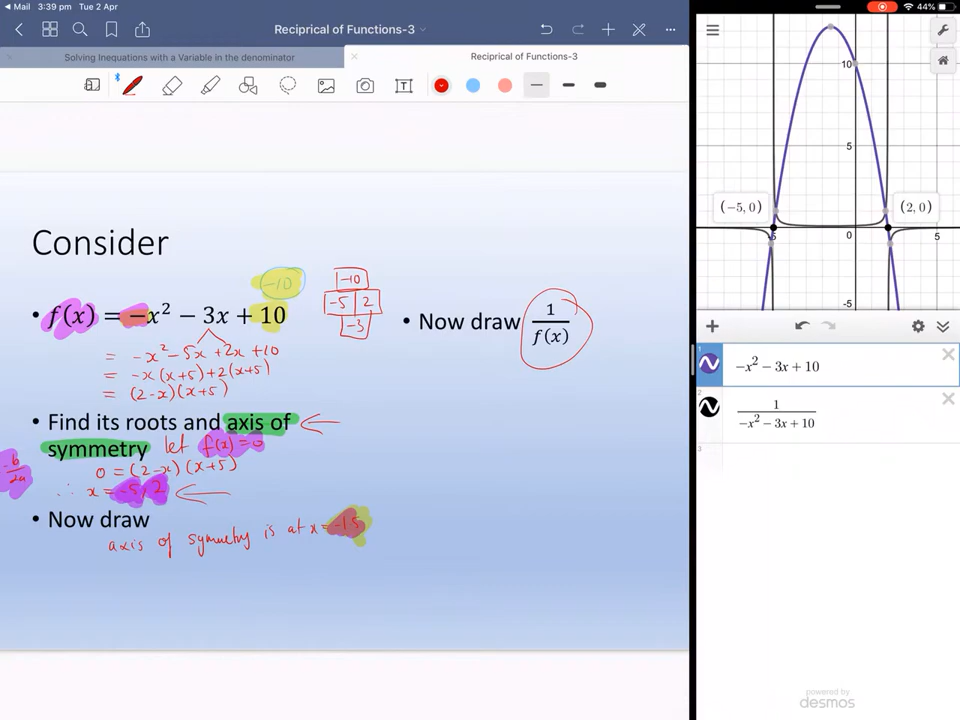 Mail 3:39 pm Tue 2 Apr
44%
Reciprical of Functions-3
Solving Inequations with a Variable in the denominator
Reciprical of Functions-3
Consider
-10
• f(x) = −x² − 3x + 10
= -x² - 5x + 2x + 10
= -x(x+5) + 2(x+5)
= (2-x)(x+5)
-10
-5 2
-3
• Find its roots and axis of
symmetry let f(x)=0
0 = (2-x)(x+5)
-b/2a
∴ x = -5, 2
• Now draw
axis of symmetry is at x = -1.5
• Now draw 1/f(x)
10
5
(−5, 0)
(2, 0)
-5
0
5
-5
1
−x² − 3x + 10
2
1/(−x² − 3x + 10)
3
powered by
desmos